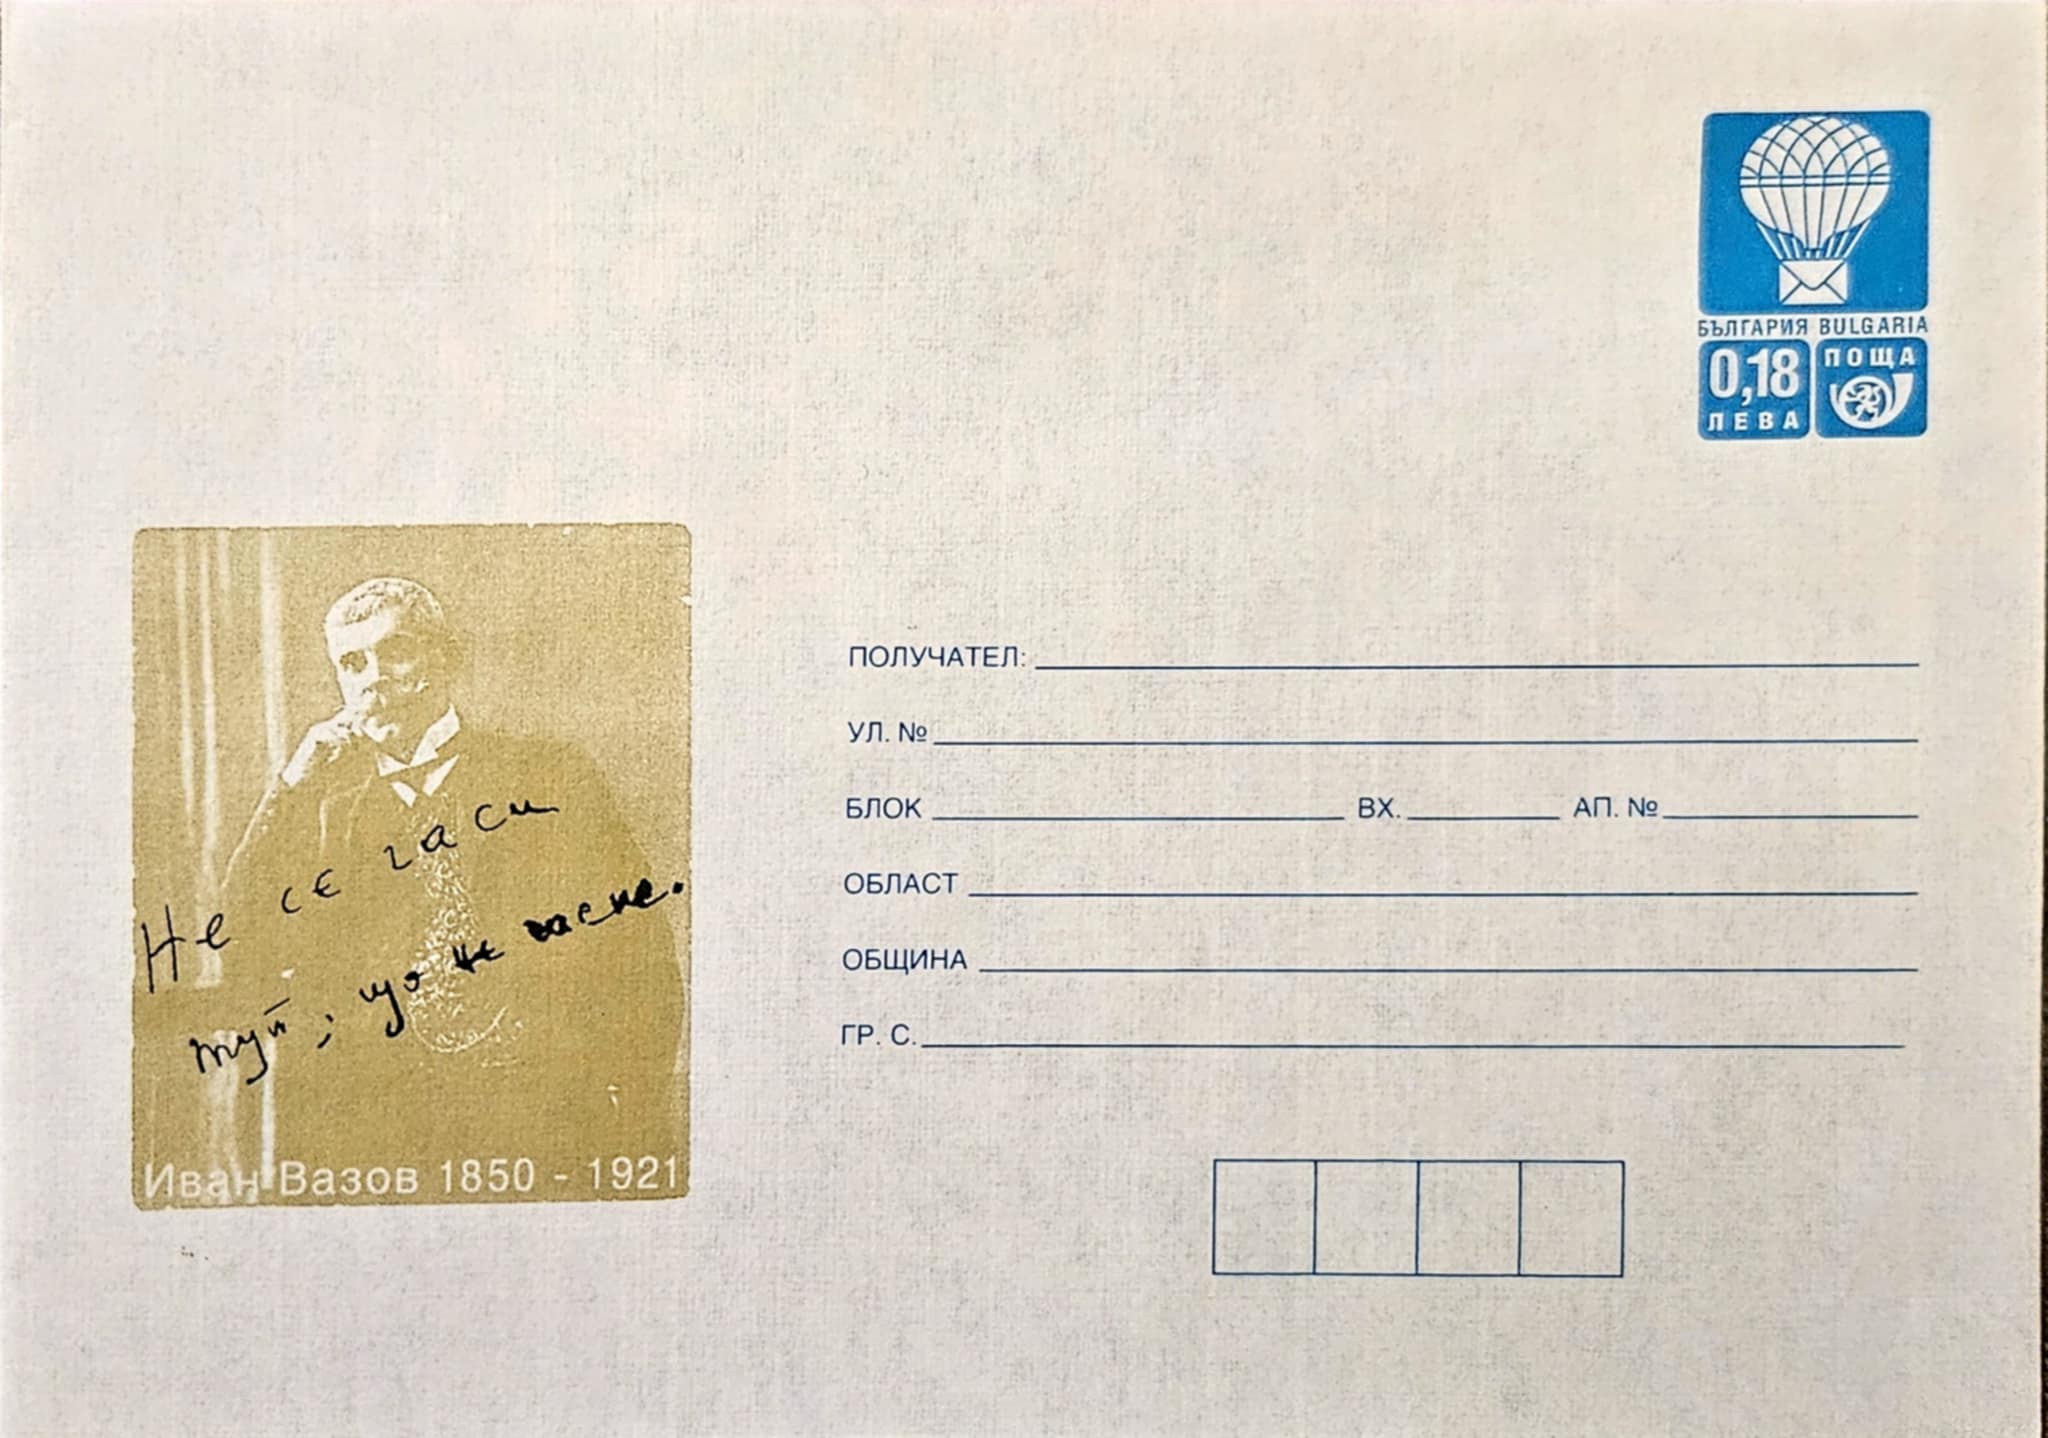 БЪЛГАРИЯ BULGARIA
0,18 ПОЩА
ЛЕВА
ПОЛУЧАТЕЛ:
УЛ. №
БЛОК ВХ. АП. №
ОБЛАСТ
ОБЩИНА
ГР. С.
Не се гаси
туй, що не гасне.
Иван Вазов 1850 - 1921